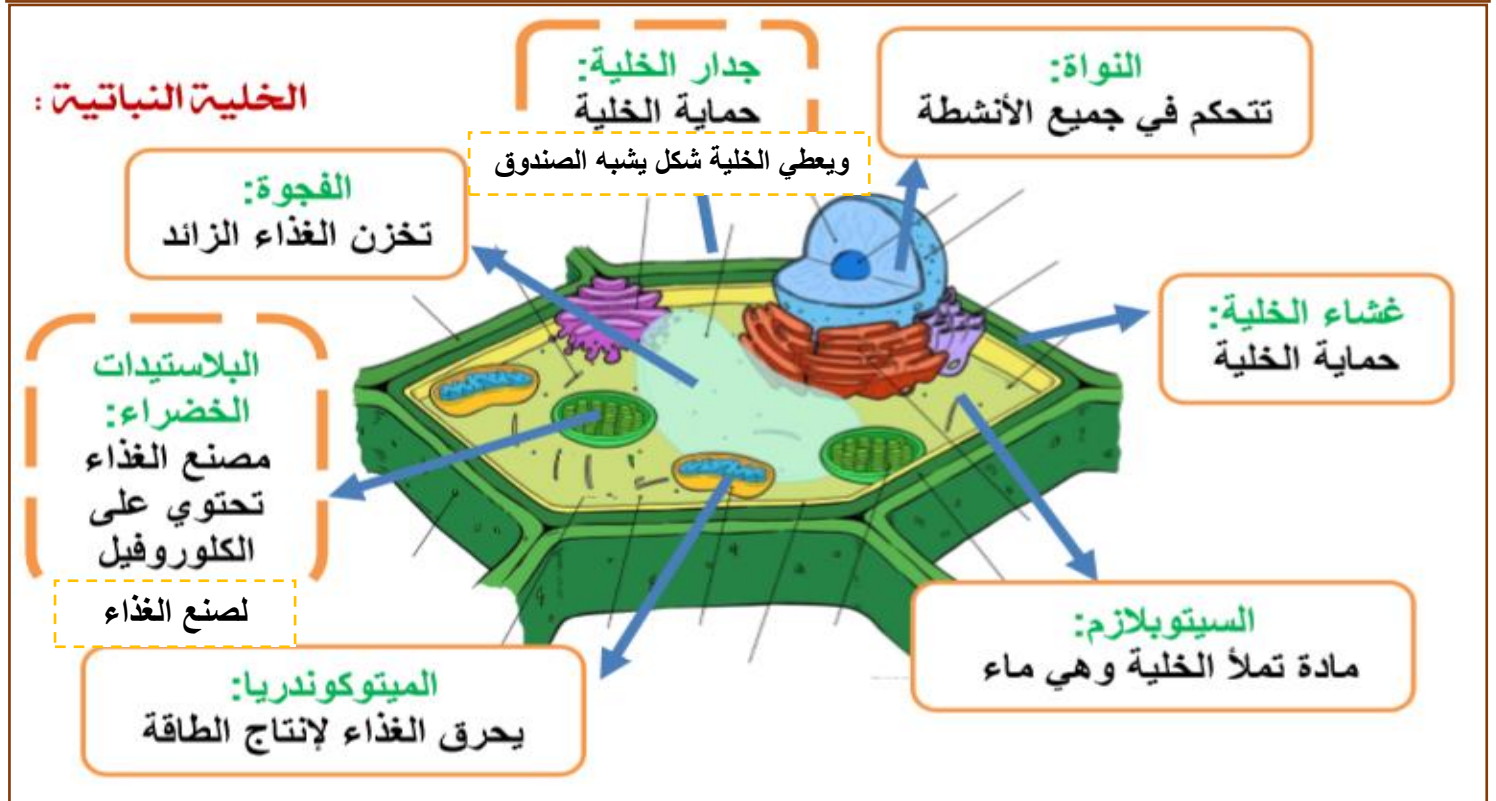 الخلية النباتية :
النواة:
تتحكم في جميع الأنشطة
جدار الخلية:
حماية الخلية
ويعطي الخلية شكل يشبه الصندوق
الفجوة:
تخزن الغذاء الزائد
غشاء الخلية:
حماية الخلية
البلاستيدات
الخضراء:
مصنع الغذاء
تحتوي على
الكلوروفيل
لصنع الغذاء
السيتوبلازم:
مادة تملأ الخلية وهي ماء
الميتوكوندريا:
يحرق الغذاء لإنتاج الطاقة